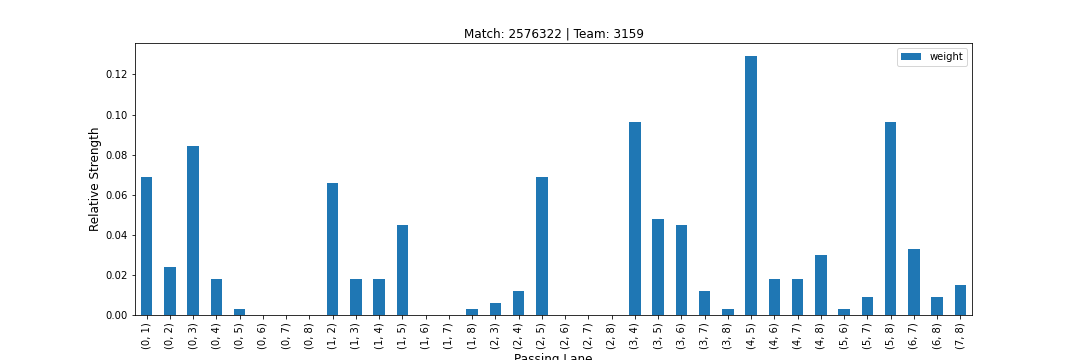 Match: 2576322 | Team: 3159
weight
Relative Strength
0.12
0.10
0.08
0.06
0.04
0.02
0.00
(0, 1) (0, 2) (0, 3) (0, 4) (0, 5) (0, 6) (0, 7) (0, 8) (1, 2) (1, 3) (1, 4) (1, 5) (1, 6) (1, 7) (1, 8) (2, 3) (2, 4) (2, 5) (2, 6) (2, 7) (2, 8) (3, 4) (3, 5) (3, 6) (3, 7) (3, 8) (4, 5) (4, 6) (4, 7) (4, 8) (5, 6) (5, 7) (5, 8) (6, 7) (6, 8) (7, 8)
Passing Lane